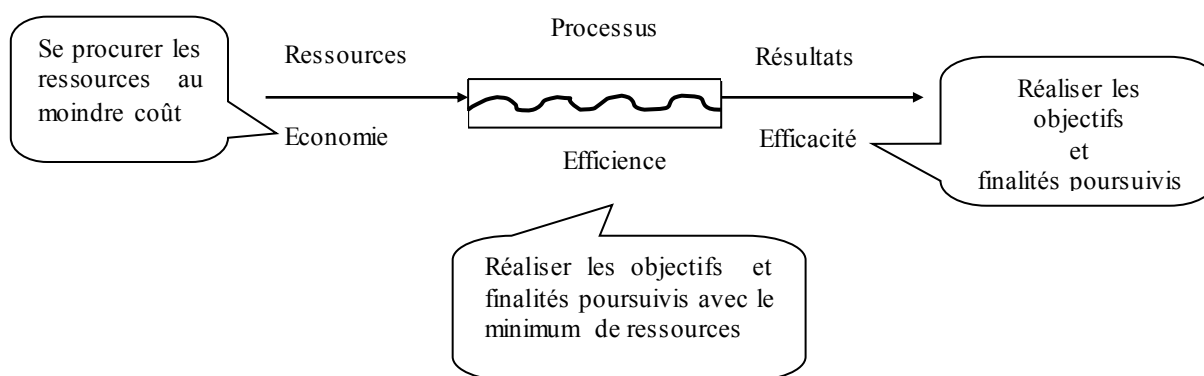 Se procurer les
ressources au
moindre coût
Ressources
Economie
Processus
Efficience
Résultats
Efficacité
Réaliser les
objectifs
et
finalités poursuivis
Réaliser les objectifs et
finalités poursuivis avec le
minimum de ressources